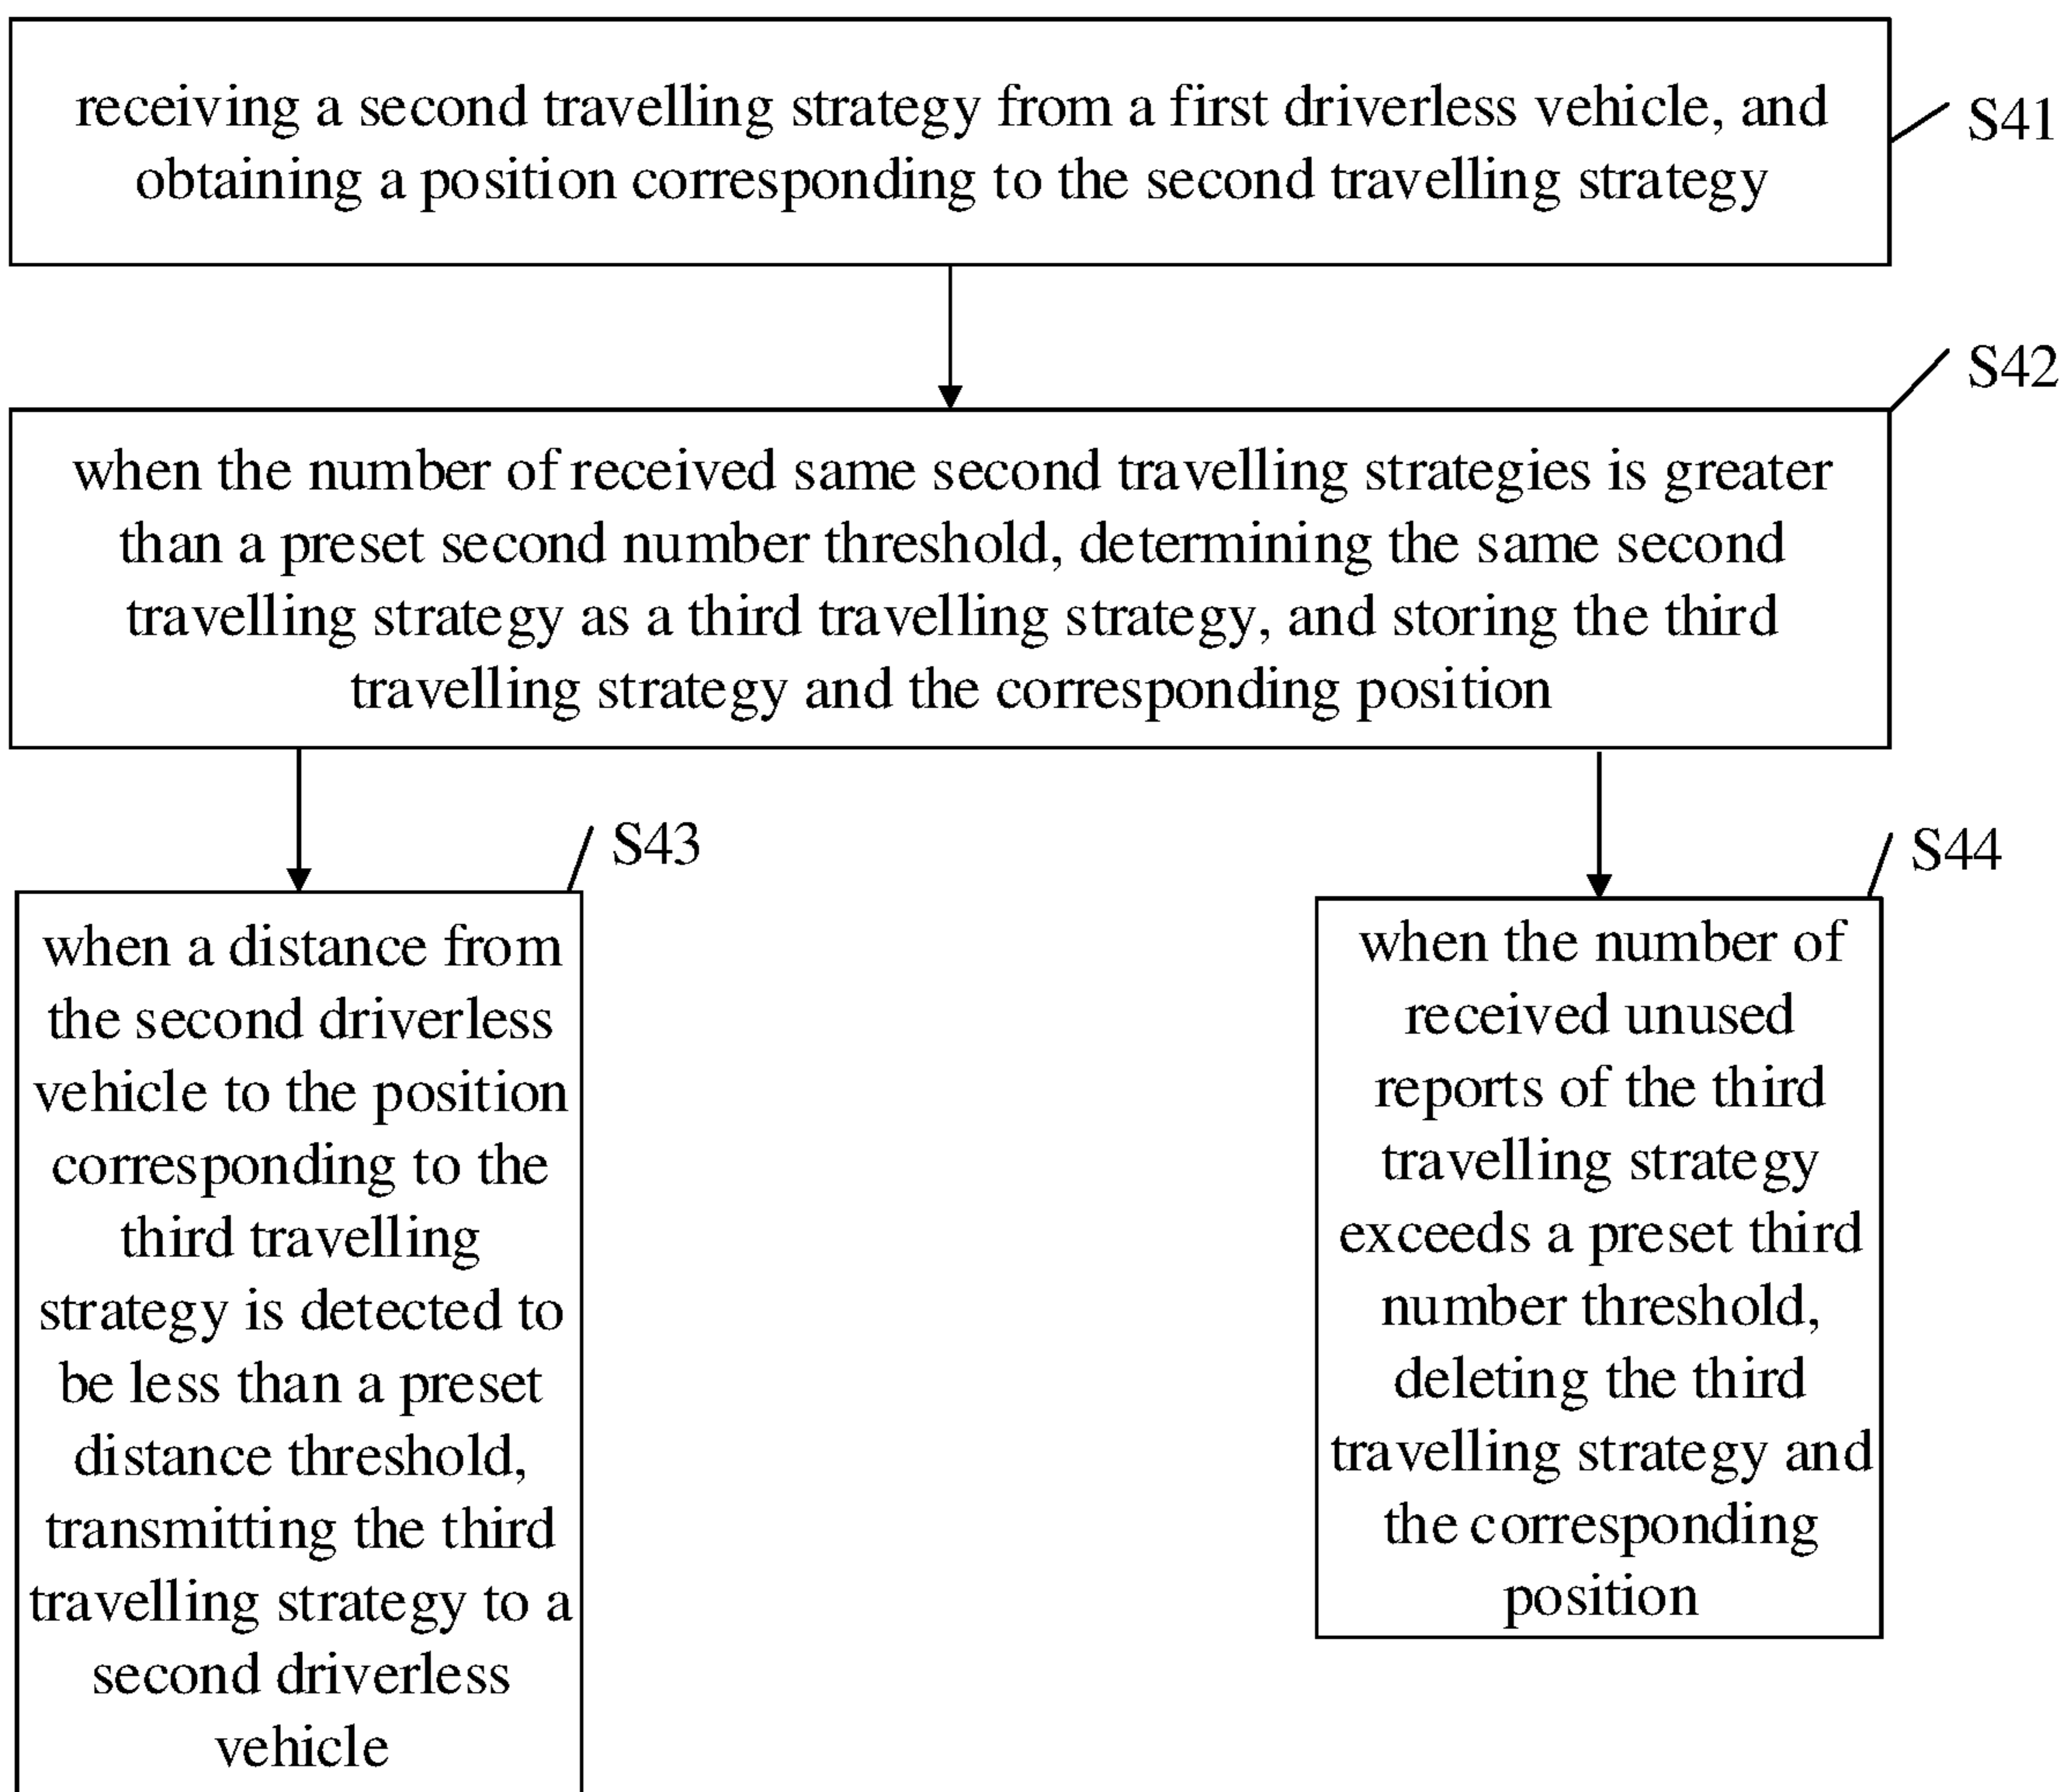 receiving a second travelling strategy from a first driverless vehicle, and
obtaining a position corresponding to the second travelling strategy
S41
S42
when the number of received same second travelling strategies is greater
than a preset second number threshold, determining the same second
travelling strategy as a third travelling strategy, and storing the third
travelling strategy and the corresponding position
S43
when a distance from
the second driverless
vehicle to the position
corresponding to the
third travelling
strategy is detected to
be less than a preset
distance threshold,
transmitting the third
travelling strategy to a
second driverless
vehicle
S44
when the number of
received unused
reports of the third
travelling strategy
exceeds a preset third
number threshold,
deleting the third
travelling strategy and
the corresponding
position